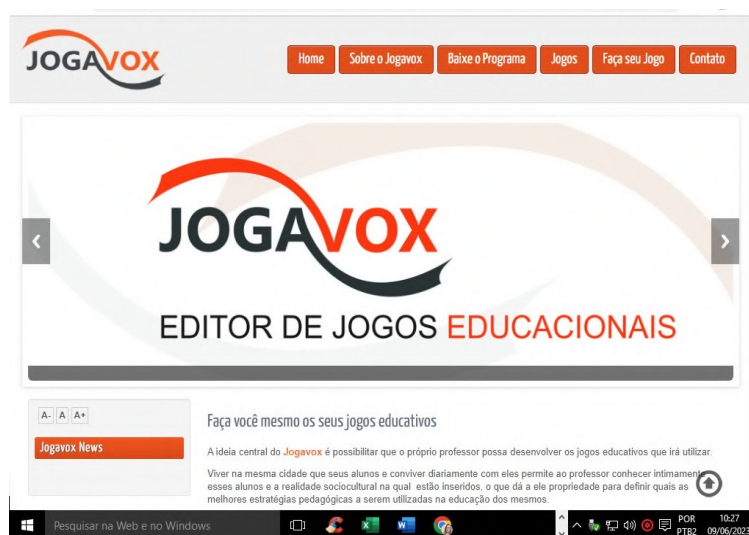 JOGAVOX
Home Sobre o Jogavox Baixe o Programa Jogos Faça seu Jogo Contato
JOGAVOX
EDITOR DE JOGOS EDUCACIONAIS
A- A A+
Jogavox News
Faça você mesmo os seus jogos educativos
A ideia central do Jogavox é possibilitar que o próprio professor possa desenvolver os jogos educativos que irá utilizar.
Viver na mesma cidade que seus alunos e conviver diariamente com eles permite ao professor conhecer intimamente
esses alunos e a realidade sociocultural na qual estão inseridos, o que dá a ele propriedade para definir quais as
melhores estratégias pedagógicas a serem utilizadas na educação dos mesmos.
Pesquisar na Web e no Windows
POR 10:27
PTB2 09/06/2023